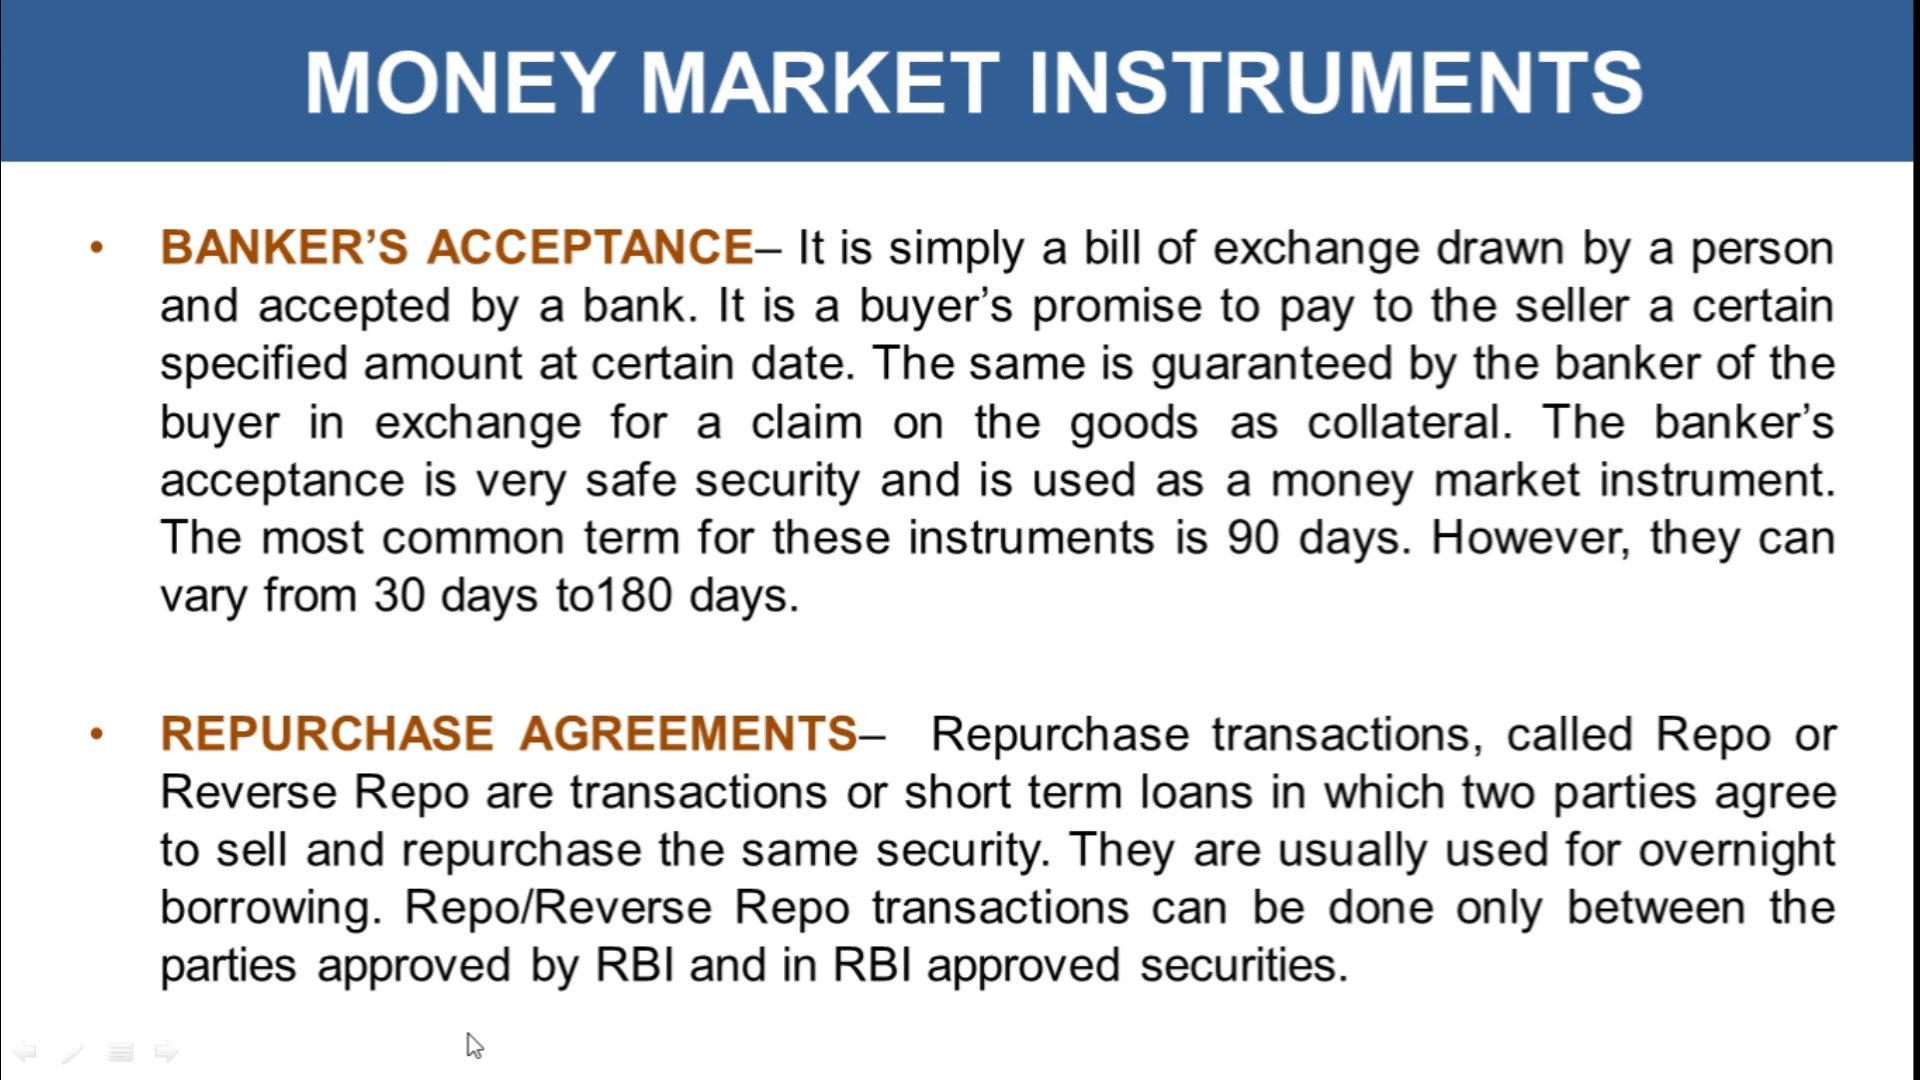 MONEY MARKET INSTRUMENTS
• BANKER’S ACCEPTANCE– It is simply a bill of exchange drawn by a person
and accepted by a bank. It is a buyer’s promise to pay to the seller a certain
specified amount at certain date. The same is guaranteed by the banker of the
buyer in exchange for a claim on the goods as collateral. The banker’s
acceptance is very safe security and is used as a money market instrument.
The most common term for these instruments is 90 days. However, they can
vary from 30 days to180 days.
• REPURCHASE AGREEMENTS– Repurchase transactions, called Repo or
Reverse Repo are transactions or short term loans in which two parties agree
to sell and repurchase the same security. They are usually used for overnight
borrowing. Repo/Reverse Repo transactions can be done only between the
parties approved by RBI and in RBI approved securities.